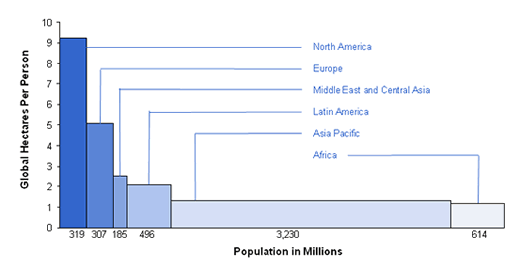 10
9
8
7
6
5
4
3
2
1
0
Global Hectares Per Person
North America
Europe
Middle East and Central Asia
Latin America
Asia Pacific
Africa
319 307 185 496 3,230 614
Population in Millions